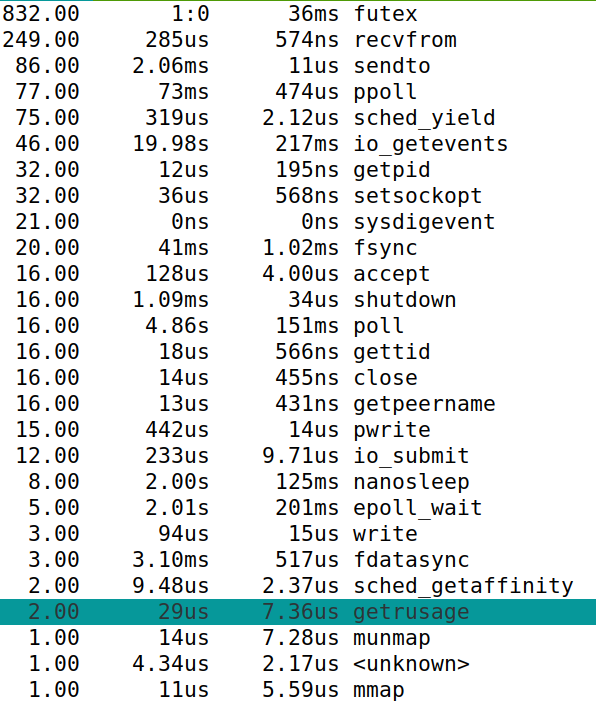 832.00 1:0 36ms futex
249.00 285us 574ns recvfrom
86.00 2.06ms 11us sendto
77.00 73ms 474us ppoll
75.00 319us 2.12us sched_yield
46.00 19.98s 217ms io_getevents
32.00 12us 195ns getpid
32.00 36us 568ns setsockopt
21.00 0ns 0ns sysdigevent
20.00 41ms 1.02ms fsync
16.00 128us 4.00us accept
16.00 1.09ms 34us shutdown
16.00 4.86s 151ms poll
16.00 18us 566ns gettid
16.00 14us 455ns close
16.00 13us 431ns getpeername
15.00 442us 14us pwrite
12.00 233us 9.71us io_submit
8.00 2.00s 125ms nanosleep
5.00 2.01s 201ms epoll_wait
3.00 94us 15us write
3.00 3.10ms 517us fdatasync
2.00 9.48us 2.37us sched_getaffinity
2.00 29us 7.36us getrusage
1.00 14us 7.28us munmap
1.00 4.34us 2.17us <unknown>
1.00 11us 5.59us mmap